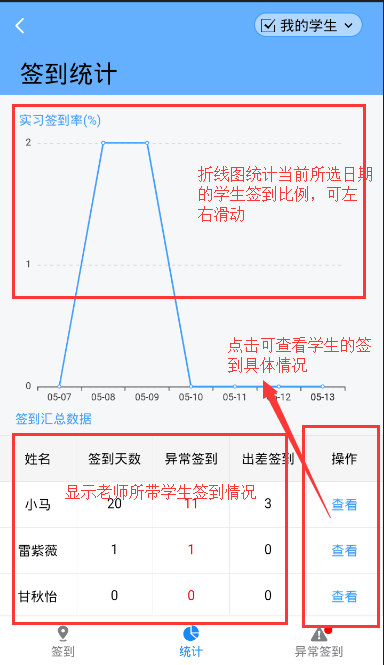 我的学生
签到统计
实习签到率(%)
2
折线图统计当前所选日期
的学生签到比例，可左
右滑动
1
点击可查看学生的签
到具体情况
0
05-07 05-08 05-09 05-10 05-11 05-12 05-13
签到汇总数据
姓名 签到天数 异常签到 出差签到 操作
显示老师所带学生签到情况
小马 20 11 3 查看
雷紫薇 1 1 0 查看
甘秋怡 0 0 0 查看
签到 统计 异常签到